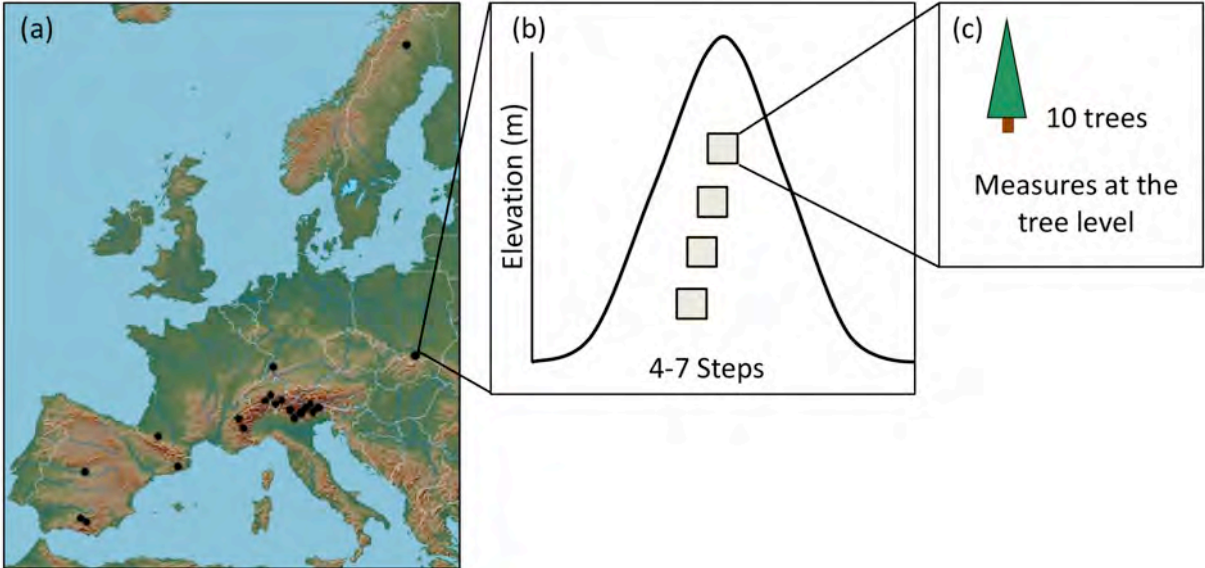 (a)
(b)
Elevation (m)
4-7 Steps
(c)
10 trees
Measures at the
tree level